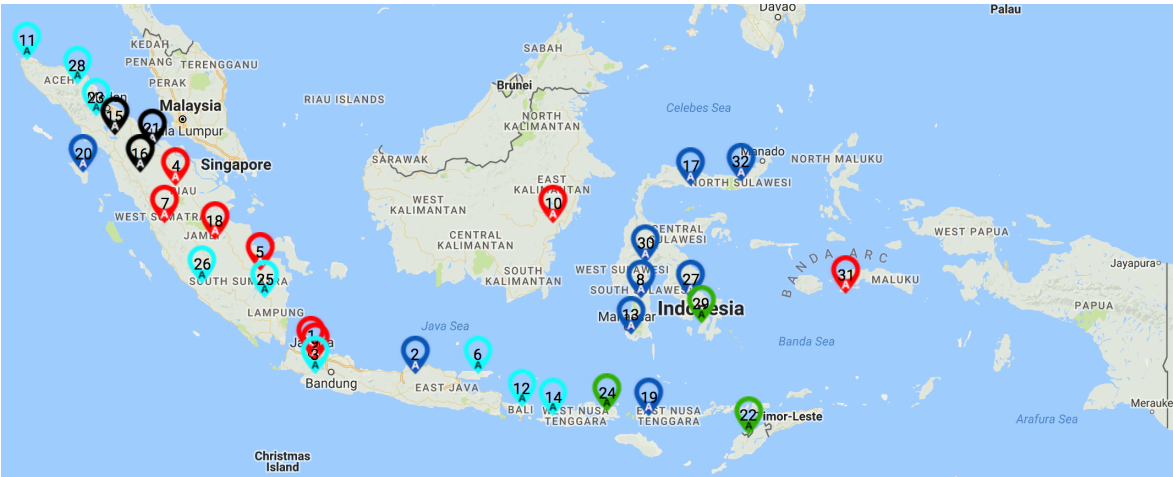 Davao
Palau
11
KEDAH
PENANG
TERENGGANU
28
ACEH
PERAK
SABAH
23
Brunei
RIAU ISLANDS
15
Malaysia
Celebes Sea
21
Kuala Lumpur
NORTH
KALIMANTAN
20
16
4
Singapore
SARAWAK
17
32
Manado
NORTH MALUKU
RIAU
EAST
KALIMANTAN
NORTH SULAWESI
7
WEST SUMATRA
18
10
WEST
KALIMANTAN
JAMBI
CENTRAL
KALIMANTAN
30
CENTRAL
SULAWESI
WEST PAPUA
5
26
25
SOUTH SUMATRA
SOUTH
KALIMANTAN
WEST SULAWESI
8
27
SOUTH SULAWESI
BANDA ARC
31
MALUKU
Jayapura
29
PAPUA
LAMPUNG
13
Makassar
Indonesia
1
Jakarta
Java Sea
Banda Sea
3
2
6
Bandung
EAST JAVA
12
BALI
14
WEST NUSA
TENGGARA
24
19
EAST NUSA
TENGGARA
22
Timor-Leste
Merauke
Arafura Sea
Christmas
Island